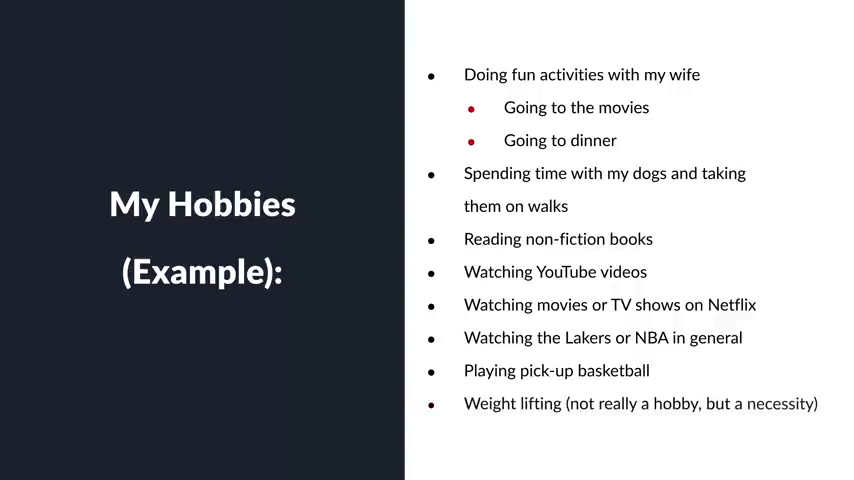 My Hobbies
(Example):
• Doing fun activities with my wife
• Going to the movies
• Going to dinner
• Spending time with my dogs and taking
them on walks
• Reading non-fiction books
• Watching YouTube videos
• Watching movies or TV shows on Netflix
• Watching the Lakers or NBA in general
• Playing pick-up basketball
• Weight lifting (not really a hobby, but a necessity)